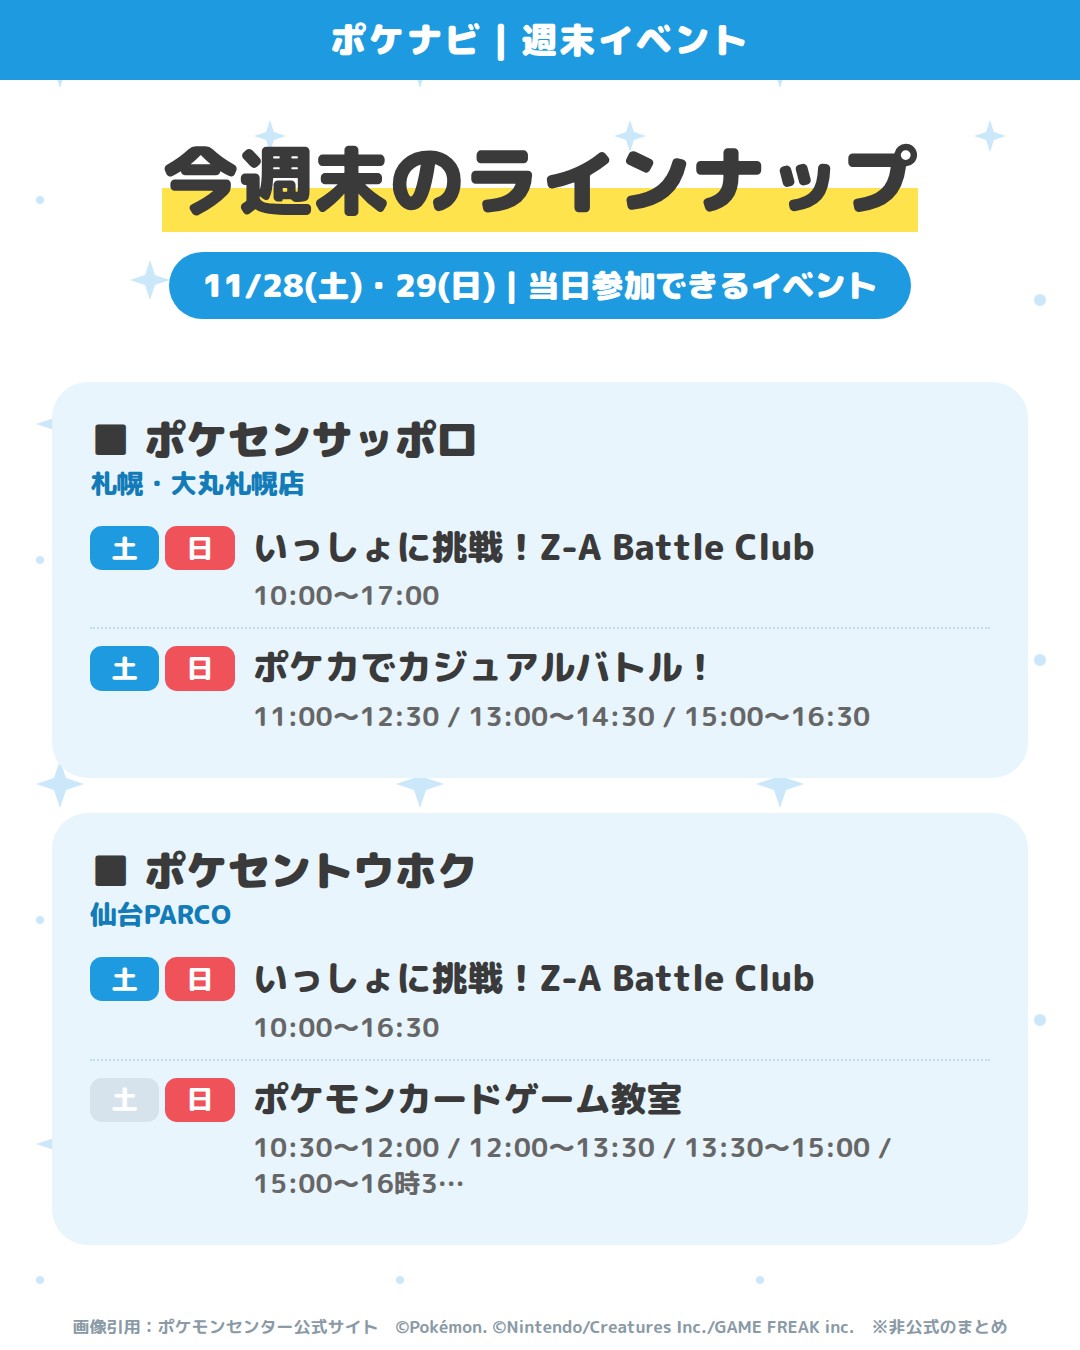 ポケナビ | 週末イベント
今週末のラインナップ
11/28(土)・29(日) | 当日参加できるイベント
■ ポケセンサッポロ
札幌・大丸札幌店
土 日 いっしょに挑戦！Z-A Battle Club
10:00〜17:00
土 日 ポケカでカジュアルバトル！
11:00〜12:30 / 13:00〜14:30 / 15:00〜16:30
■ ポケセントウホク
仙台PARCO
土 日 いっしょに挑戦！Z-A Battle Club
10:00〜16:30
土 日 ポケモンカードゲーム教室
10:30〜12:00 / 12:00〜13:30 / 13:30〜15:00 /
15:00〜16時3…
画像引用：ポケモンセンター公式サイト ©Pokémon. ©Nintendo/Creatures Inc./GAME FREAK inc. ※非公式のまとめ